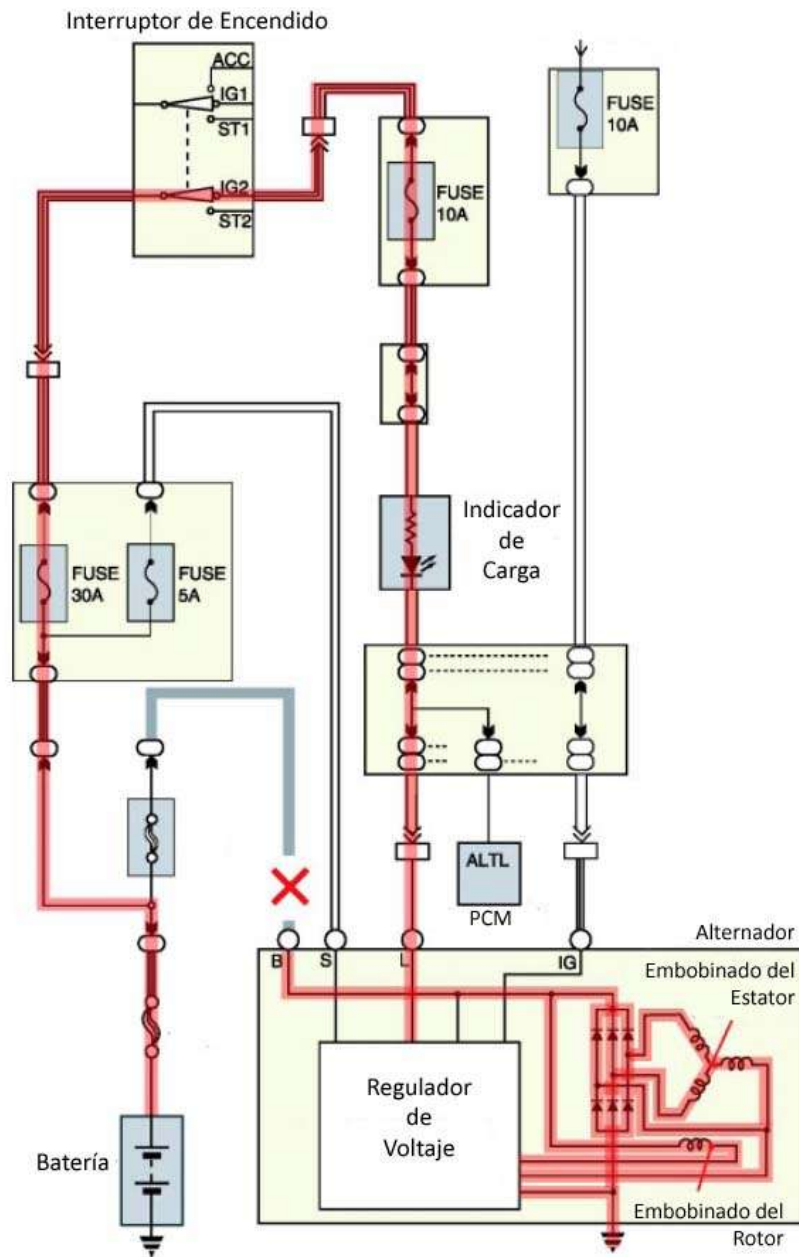 Interruptor de Encendido
ACC
IG1
ST1
IG2
ST2
FUSE
10A
FUSE
10A
FUSE
30A
FUSE
5A
Indicador
de
Carga
ALTL
PCM
Alternador
B
S
L
IG
Embobinado del
Estator
Regulador
de
Voltaje
Batería
Embobinado del
Rotor